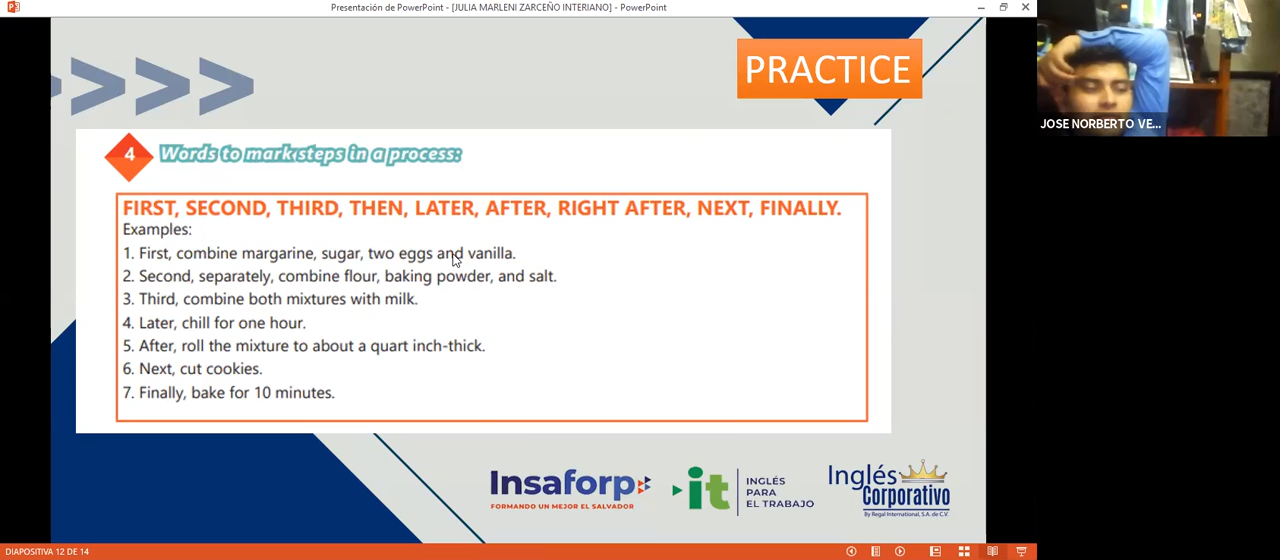 Presentación de PowerPoint - [JULIA MARLENI ZARCEÑO INTERIANO] - PowerPoint
PRACTICE
JOSE NORBERTO VE...
4
Words to mark steps in a process:
FIRST, SECOND, THIRD, THEN, LATER, AFTER, RIGHT AFTER, NEXT, FINALLY.
Examples:
1. First, combine margarine, sugar, two eggs and vanilla.
2. Second, separately, combine flour, baking powder, and salt.
3. Third, combine both mixtures with milk.
4. Later, chill for one hour.
5. After, roll the mixture to about a quart inch-thick.
6. Next, cut cookies.
7. Finally, bake for 10 minutes.
Insaforp
FORMANDO UN MEJOR EL SALVADOR
it
INGLÉS
PARA
EL TRABAJO
Inglés
Corporativo
By Regal International, S.A. de C.V.
DIAPOSITIVA 12 DE 14